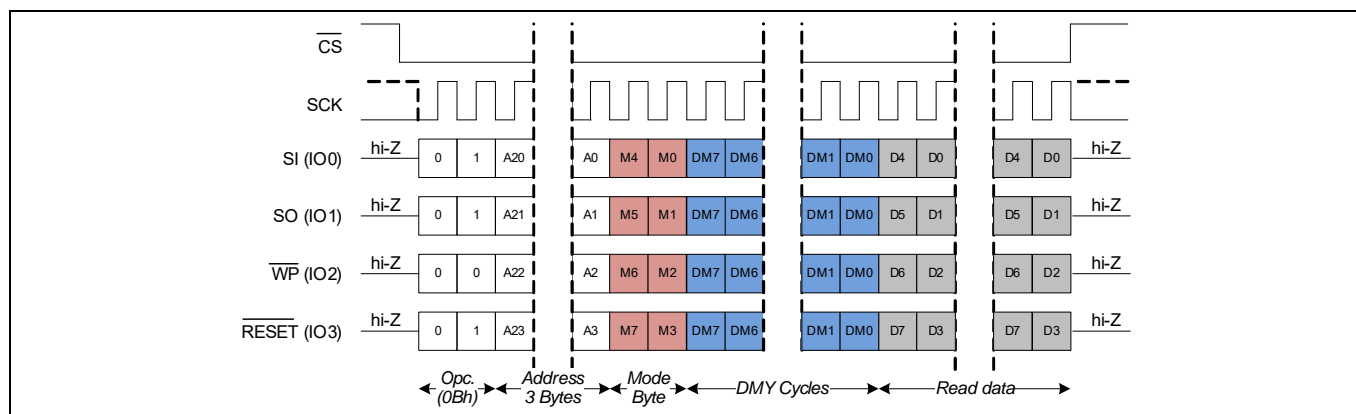 CS
SCK
SI (IO0) hi-Z 0 1 A20 A0 M4 M0 DM7 DM6 DM1 DM0 D4 D0 D4 D0 hi-Z
SO (IO1) hi-Z 0 1 A21 A1 M5 M1 DM7 DM6 DM1 DM0 D5 D1 D5 D1 hi-Z
WP (IO2) hi-Z 0 0 A22 A2 M6 M2 DM7 DM6 DM1 DM0 D6 D2 D6 D2 hi-Z
RESET (IO3) hi-Z 0 1 A23 A3 M7 M3 DM7 DM6 DM1 DM0 D7 D3 D7 D3 hi-Z
Opc. Address Mode DMY Cycles Read data
(0Bh) 3 Bytes Byte